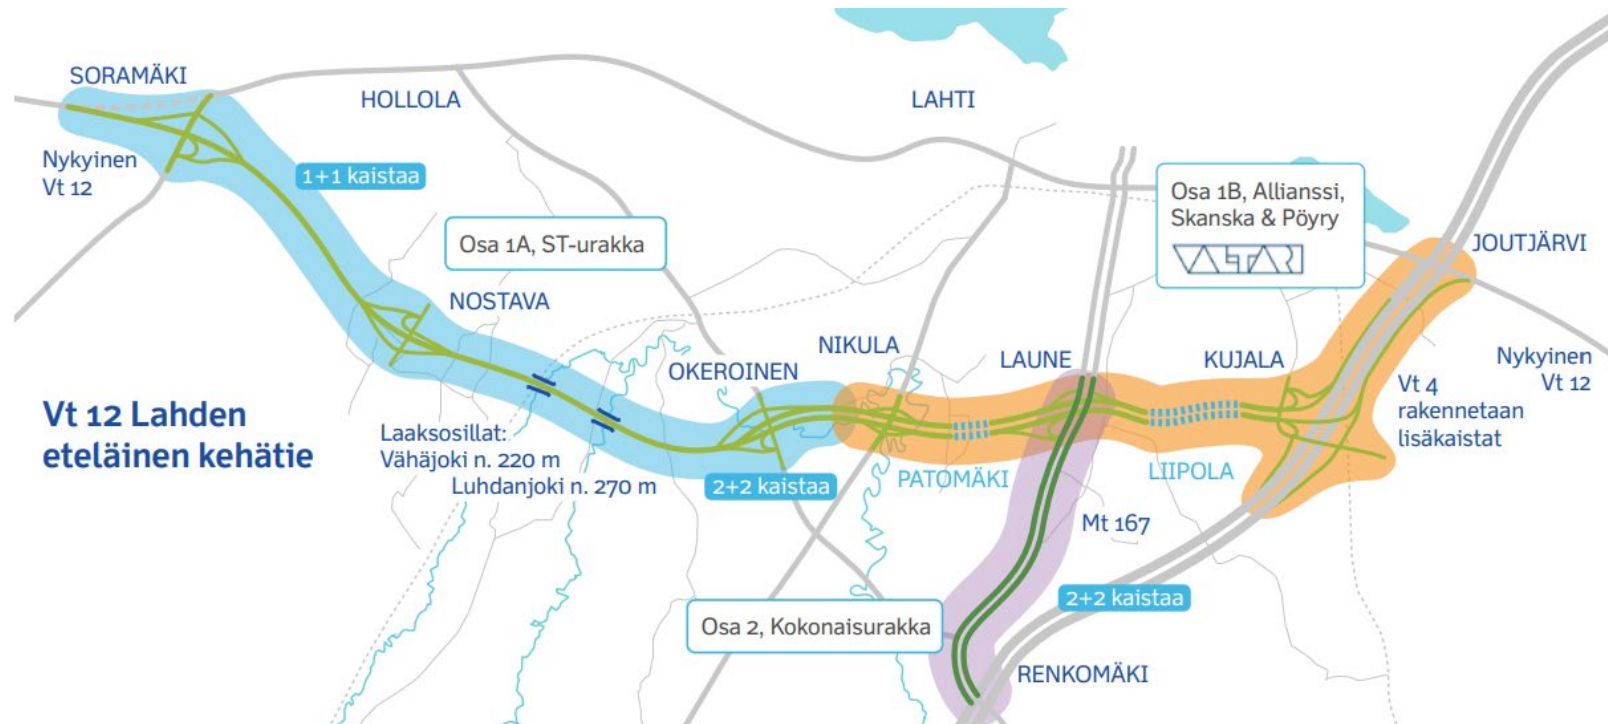 SORAMÄKI
HOLLOLA
LAHTI
Nykyinen
Vt 12
1+1 kaistaa
Osa 1A, ST-urakka
Osa 1B, Allianssi,
Skanska & Pöyry
VALTARI
JOUTJÄRVI
NOSTAVA
NIKULA
LAUNE
KUJALA
Nykyinen
Vt 12
OKEROINEN
Vt 4
rakennetaan
lisäkaistat
Vt 12 Lahden
eteläinen kehätie
Laaksosillat:
Vähäjoki n. 220 m
Luhdanjoki n. 270 m
2+2 kaistaa
PATOMÄKI
LIIPOLA
Mt 167
2+2 kaistaa
Osa 2, Kokonaisurakka
RENKOMÄKI